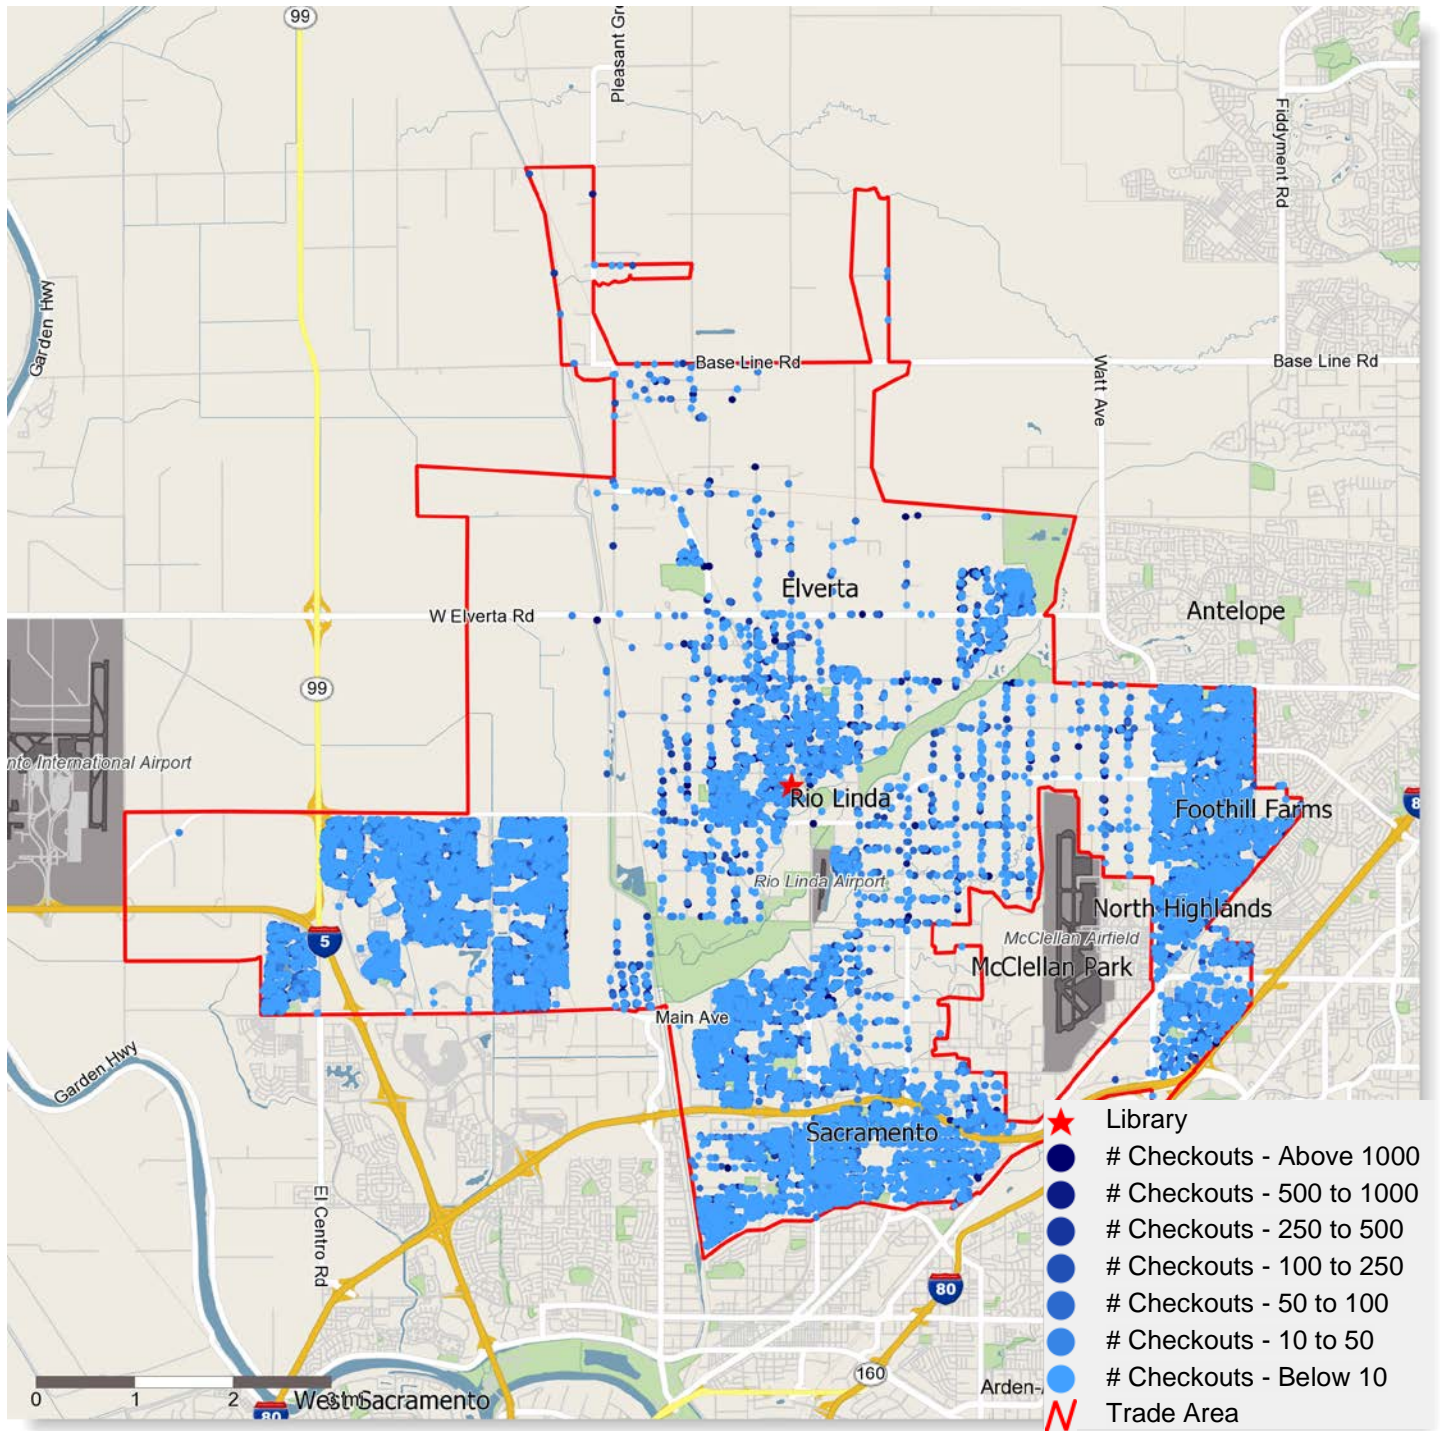 99
Pleasant Gr
Fiddyment Rd
Garden Hwy
Base Line Rd
Base Line Rd
Watt Ave
Elverta
W Elverta Rd
Antelope
99
nto International Airport
Rio Linda
Foothill Farms
8
Rio Linda Airport
North Highlands
5
McClellan Airfield
McClellan Park
Main Ave
Garden Hwy
Sacramento
El Centro Rd
80
160
Arden-
0 1 2
West Sacramento
80
Library
# Checkouts - Above 1000
# Checkouts - 500 to 1000
# Checkouts - 250 to 500
# Checkouts - 100 to 250
# Checkouts - 50 to 100
# Checkouts - 10 to 50
# Checkouts - Below 10
Trade Area